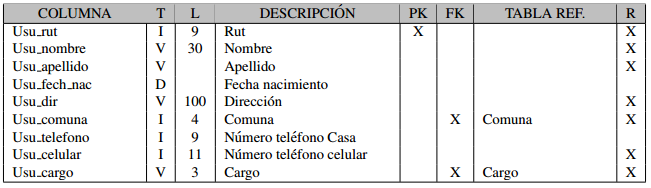 COLUMNA T L DESCRIPCIÓN PK FK TABLA REF. R
Usu_rut I 9 Rut X X
Usu_nombre V 30 Nombre X
Usu_apellido V Apellido X
Usu_fech_nac D Fecha nacimiento
Usu_dir V 100 Dirección X
Usu_comuna I 4 Comuna X Comuna X
Usu_telefono I 9 Número teléfono Casa
Usu_celular I 11 Número teléfono celular X
Usu_cargo V 3 Cargo X Cargo X